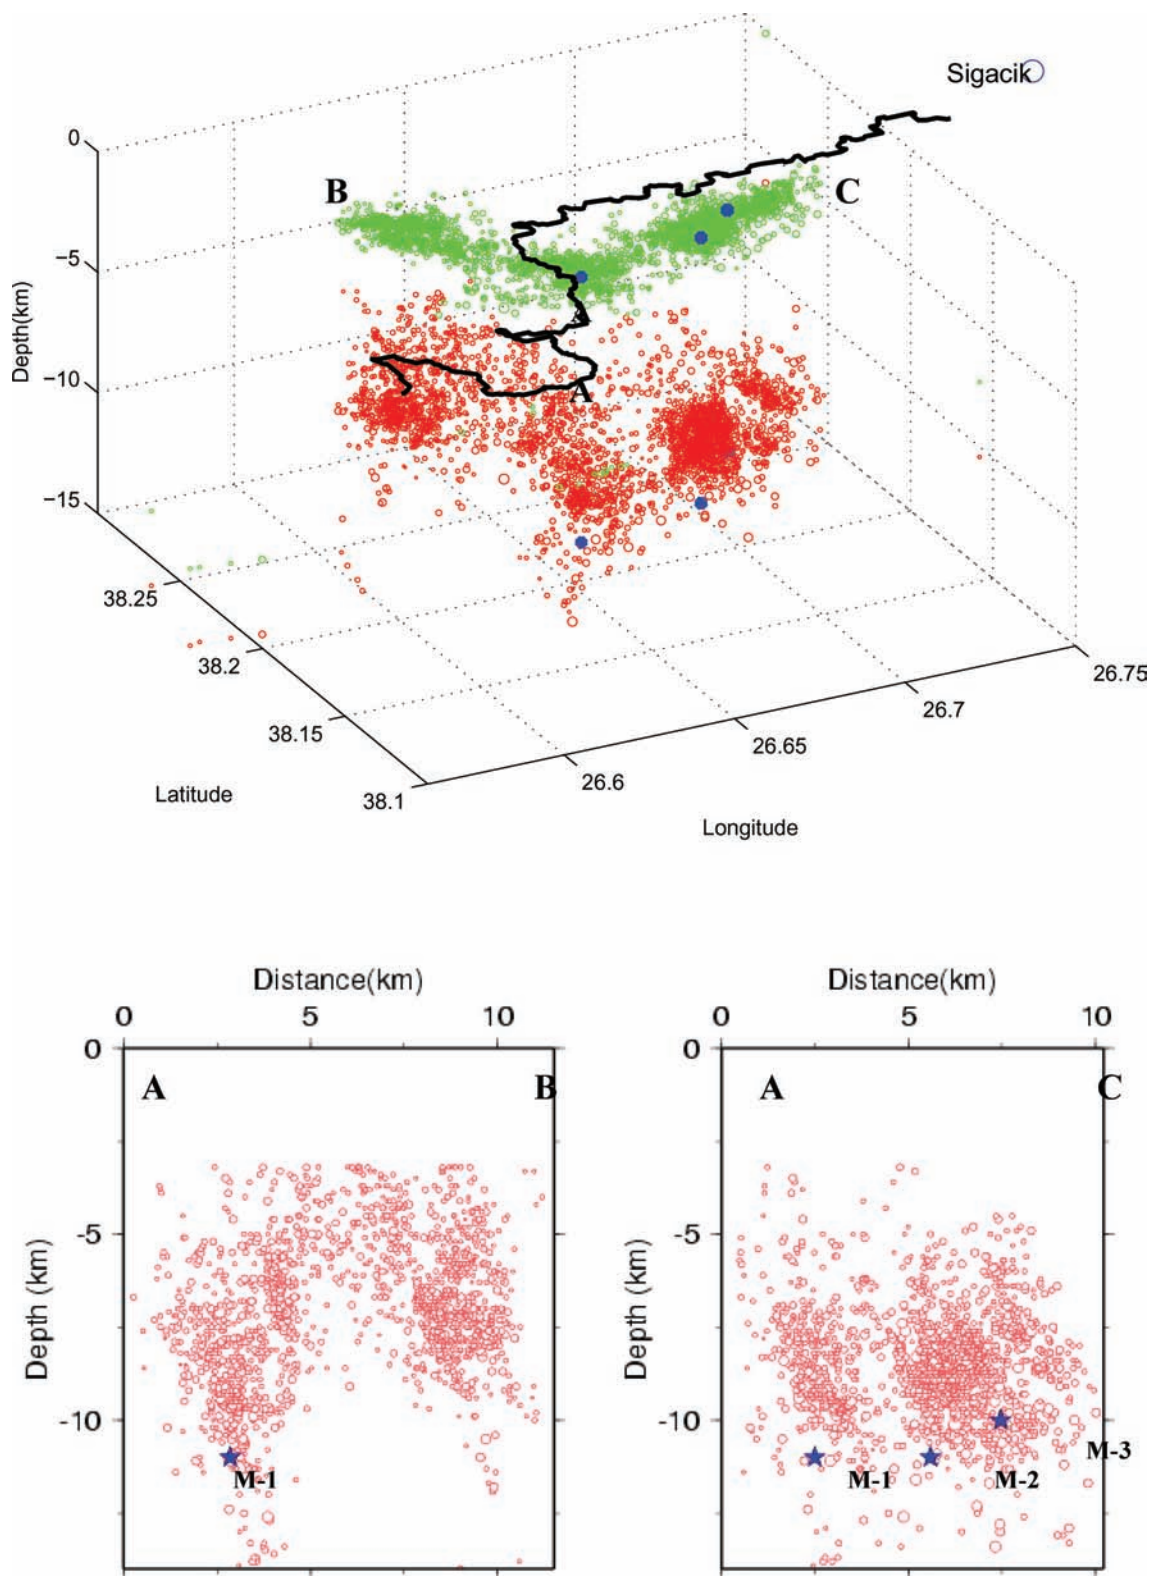 Sigacik
0
B
C
−5
Depth(km)
A
−10
A
−15
38.25
38.2
26.75
26.7
38.15
26.65
26.6
Latitude
38.1
Longitude
Distance(km)
Distance(km)
0 5 10
0 5 10
0
0
A
B
A
C
-5
-5
Depth (km)
Depth (km)
-10
-10
M-3
M-1
M-1
M-2